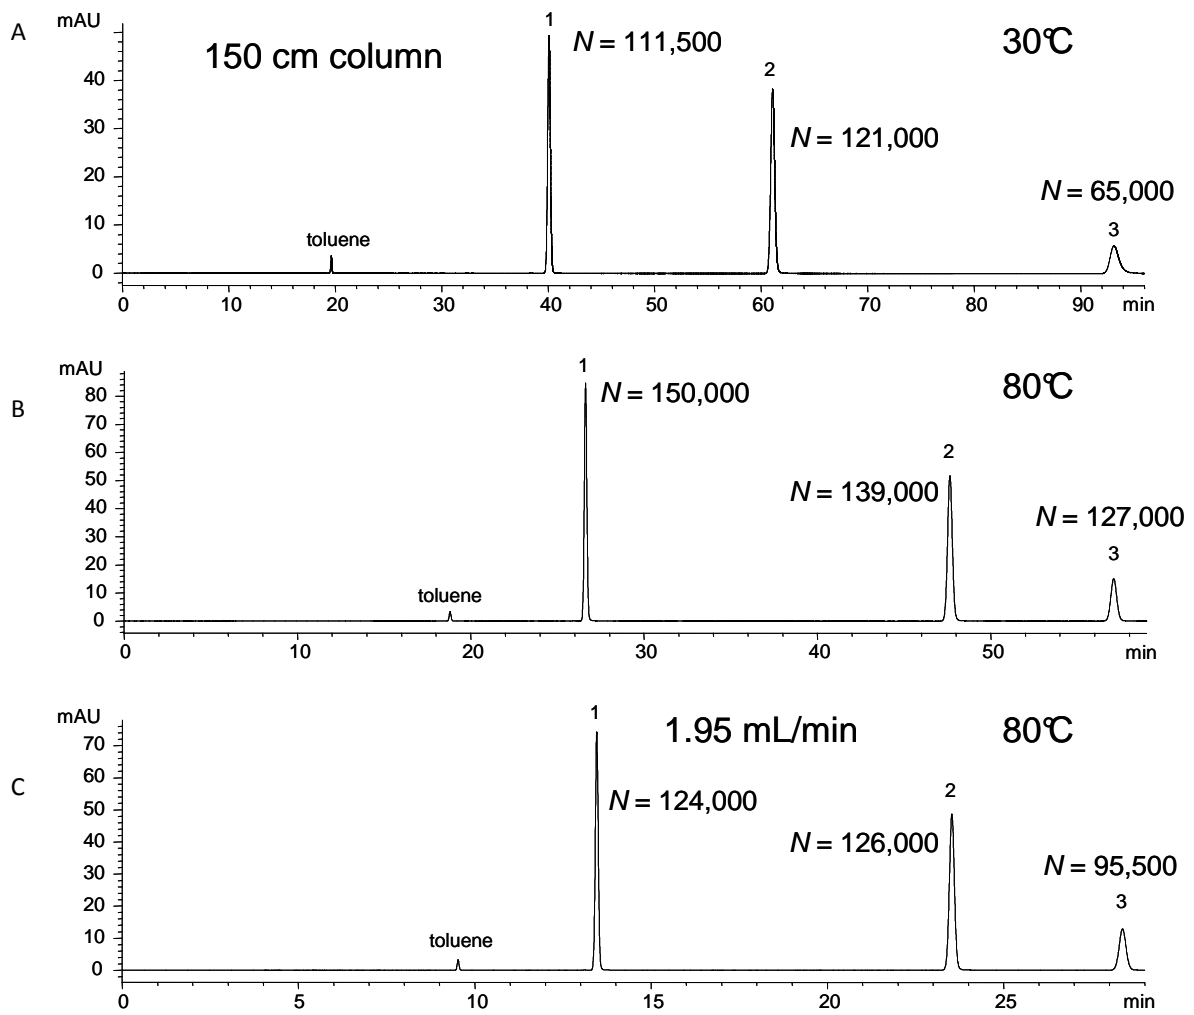 A
mAU
1
N = 111,500
30°C
150 cm column
2
40
N = 121,000
30
20
N = 65,000
toluene
3
10
0
0 10 20 30 40 50 60 70 80 90 min
mAU
1
80°C
80
N = 150,000
B
70
2
60
50
N = 139,000
40
N = 127,000
30
3
20
toluene
10
0
0 10 20 30 40 50 min
mAU
1
1.95 mL/min
80°C
70
C
60
N = 124,000
2
50
40
N = 126,000
30
N = 95,500
20
3
toluene
10
0
0 5 10 15 20 25 min